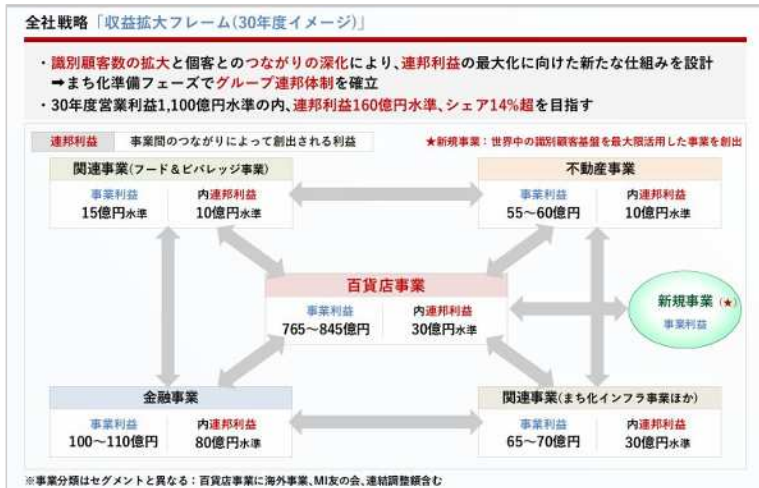 全社戦略「収益拡大フレーム(30年度イメージ)」
・識別顧客数の拡大と個客とのつながりの深化により、連邦利益の最大化に向けた新たな仕組みを設計
➡まち化準備フェーズでグループ連邦体制を確立
・30年度営業利益1,100億円水準の内、連邦利益160億円水準、シェア14%超を目指す
連邦利益 事業間のつながりによって創出される利益
★新規事業:世界中の識別顧客基盤を最大限活用した事業を創出
関連事業(フード&ビバレッジ事業)
事業利益 内連邦利益
15億円水準 10億円水準
不動産事業
事業利益 内連邦利益
55~60億円 10億円水準
百貨店事業
事業利益 内連邦利益
765~845億円 30億円水準
新規事業(★)
事業利益
金融事業
事業利益 内連邦利益
100~110億円 80億円水準
関連事業(まち化インフラ事業ほか)
事業利益 内連邦利益
65~70億円 30億円水準
※事業分類はセグメントと異なる:百貨店事業に海外事業、MI友の会、連結調整額含む